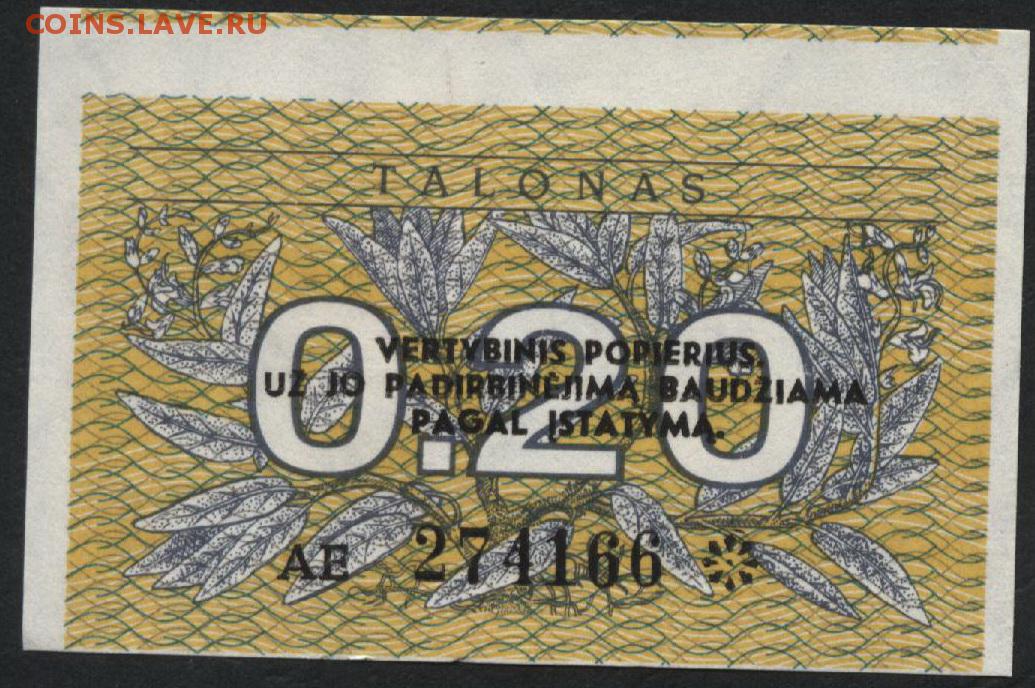 COINS.LAVE.RU
TALONAS
0.20
VERTYBINIS POPIERIUS.
UŽ JO PADIRBINĖJIMĄ BAUDŽIAMA
PAGAL ĮSTATYMĄ.
AE 274166